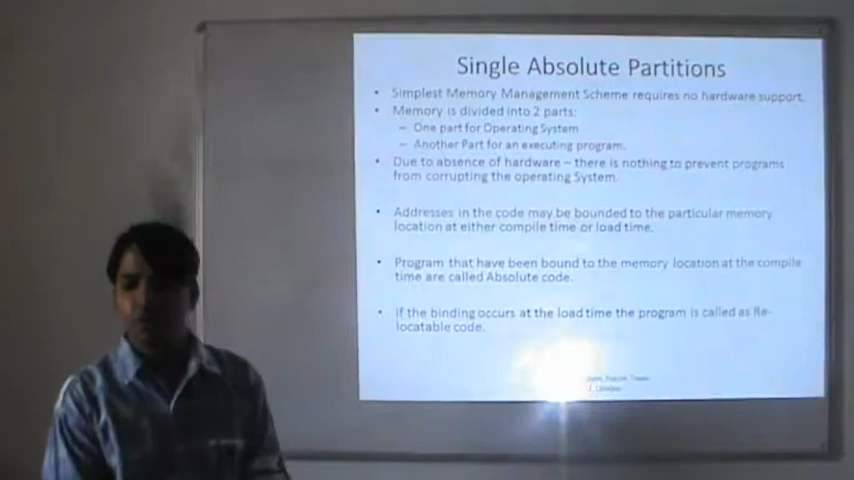 Single Absolute Partitions
• Simplest Memory Management Scheme requires no hardware support.
• Memory is divided into 2 parts:
– One part for Operating System
– Another Part for an executing program.
• Due to absence of hardware – there is nothing to prevent programs
from corrupting the operating System.
• Addresses in the code may be bounded to the particular memory
location at either compile time or load time.
• Program that have been bound to the memory location at the compile
time are called Absolute code.
• If the binding occurs at the load time the program is called as Re-
locatable code.